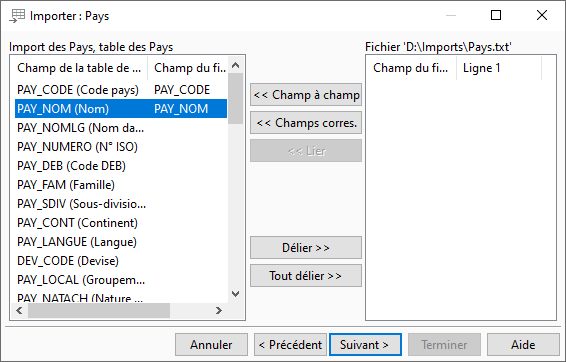 Importer : Pays
Import des Pays, table des Pays
Fichier 'D:\Imports\Pays.txt'
Champ de la table de ... Champ du fi...
PAY_CODE (Code pays) PAY_CODE
PAY_NOM (Nom) PAY_NOM
PAY_NOMLG (Nom da...
PAY_NUMERO (N° ISO)
PAY_DEB (Code DEB)
PAY_FAM (Famille)
PAY_SDIV (Sous-divisio...
PAY_CONT (Continent)
PAY_LANGUE (Langue)
DEV_CODE (Devise)
PAY_LOCAL (Groupem...
PAY_NATACH (Nature ...
<< Champ à champ
<< Champs corres.
<< Lier
Délier >>
Tout délier >>
Champ du fi... Ligne 1
Annuler
< Précédent
Suivant >
Terminer
Aide